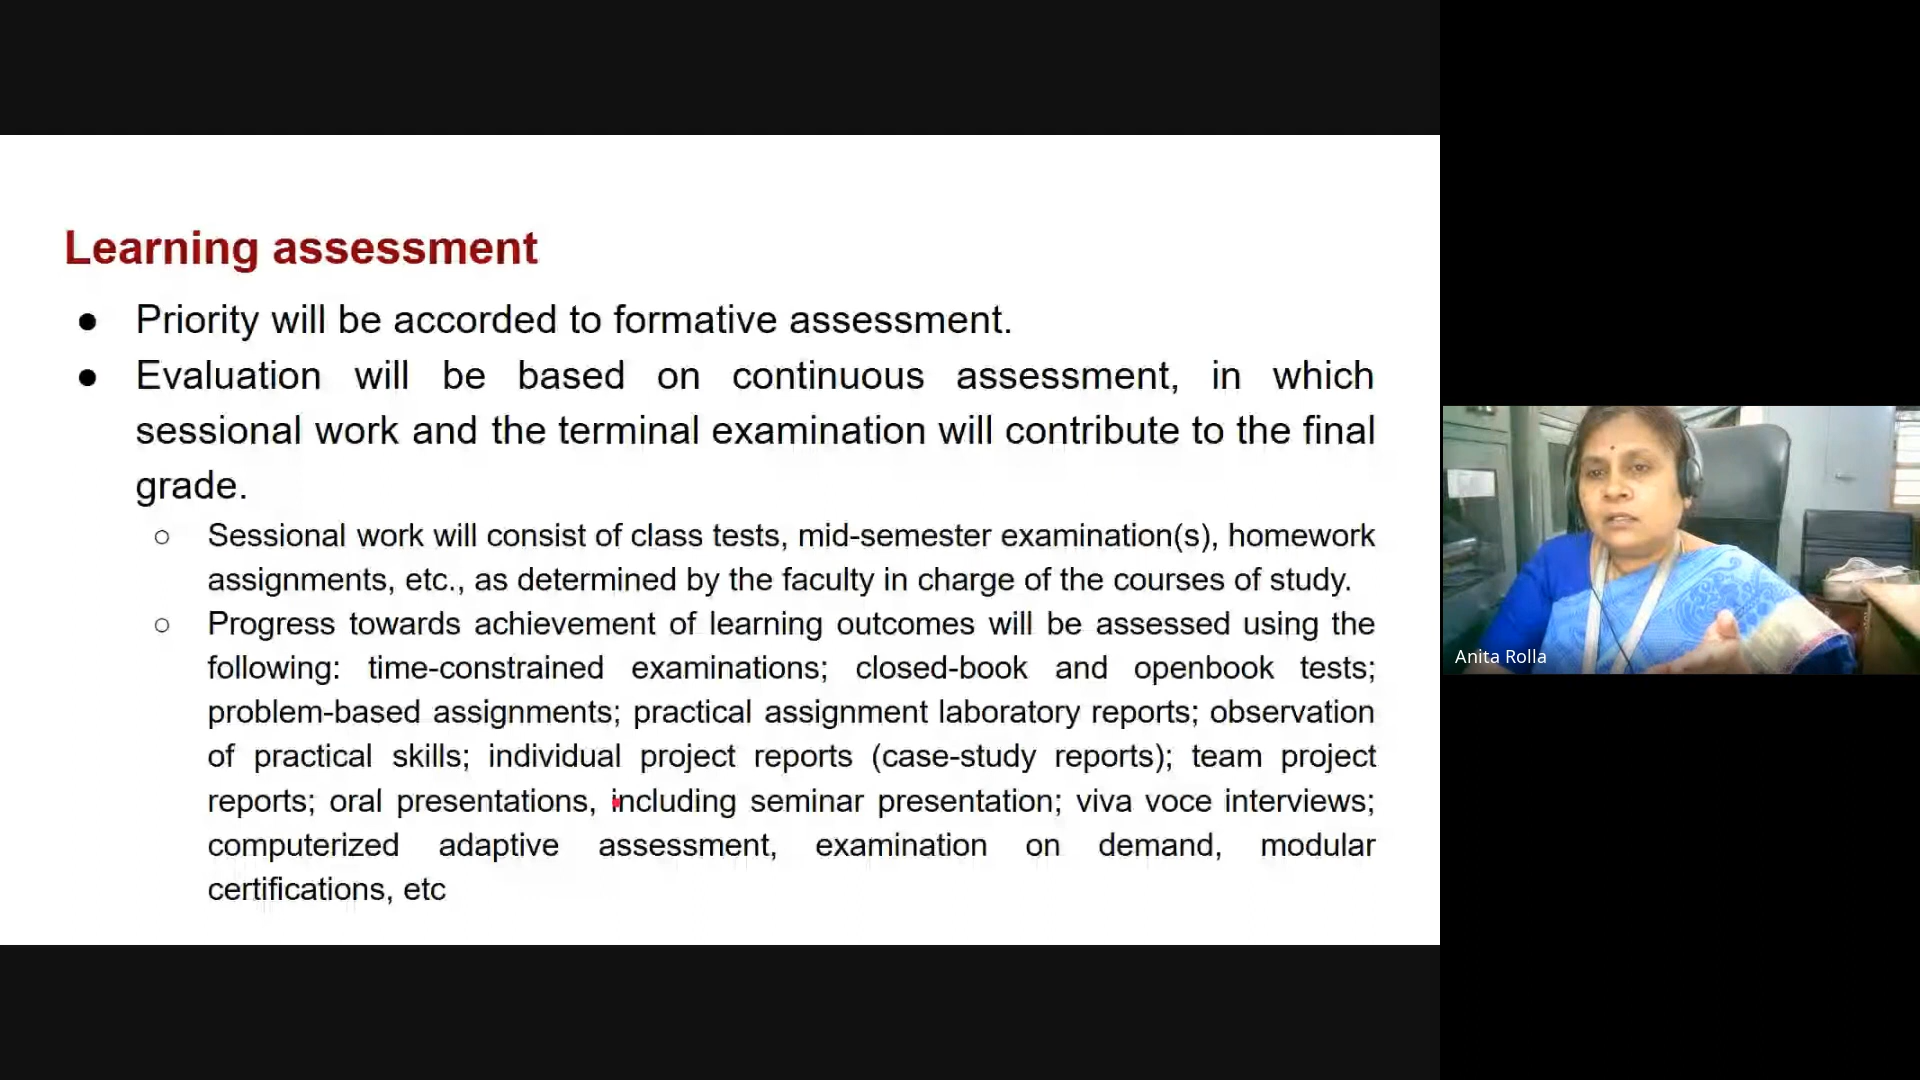 Learning assessment
● Priority will be accorded to formative assessment.
● Evaluation will be based on continuous assessment, in which
sessional work and the terminal examination will contribute to the final
grade.
○ Sessional work will consist of class tests, mid-semester examination(s), homework
assignments, etc., as determined by the faculty in charge of the courses of study.
○ Progress towards achievement of learning outcomes will be assessed using the
following: time-constrained examinations; closed-book and openbook tests;
problem-based assignments; practical assignment laboratory reports; observation
of practical skills; individual project reports (case-study reports); team project
reports; oral presentations, including seminar presentation; viva voce interviews;
computerized adaptive assessment, examination on demand, modular
certifications, etc
Anita Rolla